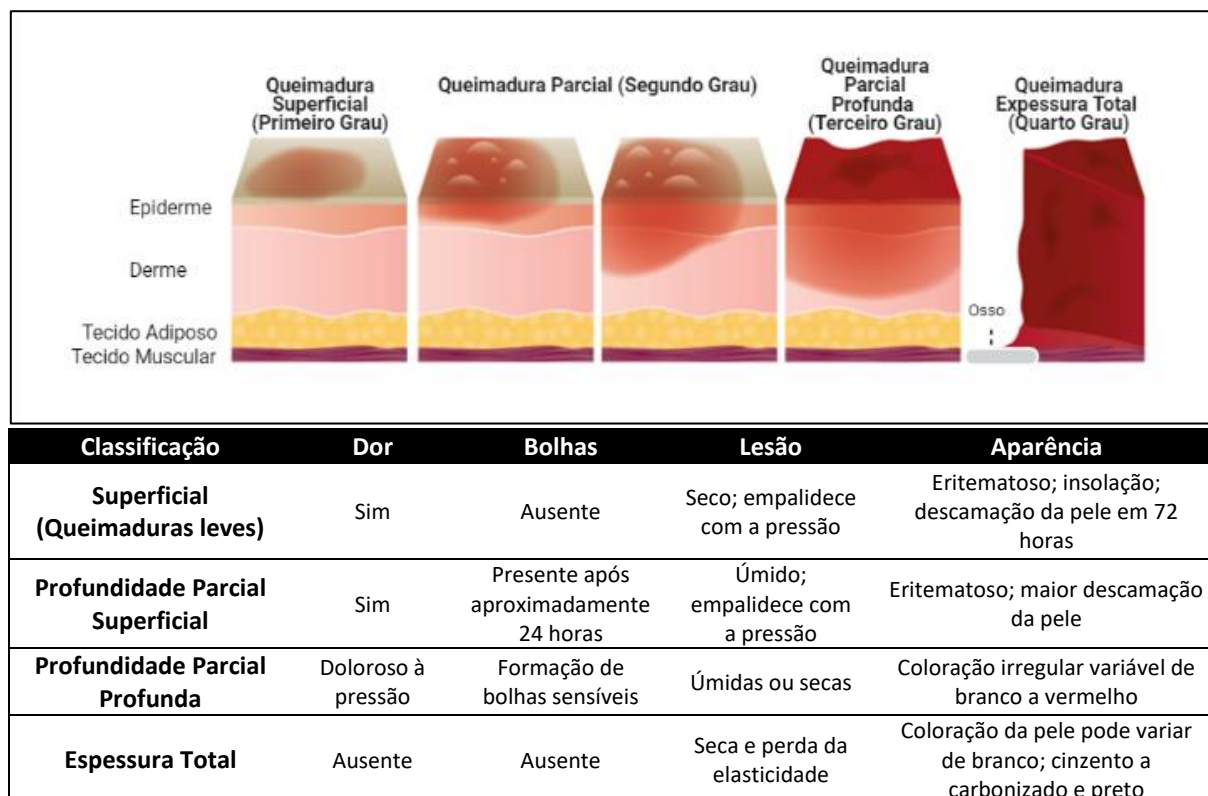 Queimadura
Superficial
(Primeiro Grau)
Queimadura Parcial (Segundo Grau)
Queimadura
Parcial
Profunda
(Terceiro Grau)
Queimadura
Expessura Total
(Quarto Grau)
Epiderme
Derme
Tecido Adiposo
Tecido Muscular
Osso
Classificação Dor Bolhas Lesão Aparência
Superficial
(Queimaduras leves)
Sim
Ausente
Seco; empalidece
com a pressão
Eritematoso; insolação;
descamação da pele em 72
horas
Profundidade Parcial
Superficial
Sim
Presente após
aproximadamente
24 horas
Úmido;
empalidece com
a pressão
Eritematoso; maior descamação
da pele
Profundidade Parcial
Profunda
Doloroso à
pressão
Formação de
bolhas sensíveis
Úmidas ou secas
Coloração irregular variável de
branco a vermelho
Espessura Total
Ausente
Ausente
Seca e perda da
elasticidade
Coloração da pele pode variar
de branco; cinzento a
carbonizado e preto